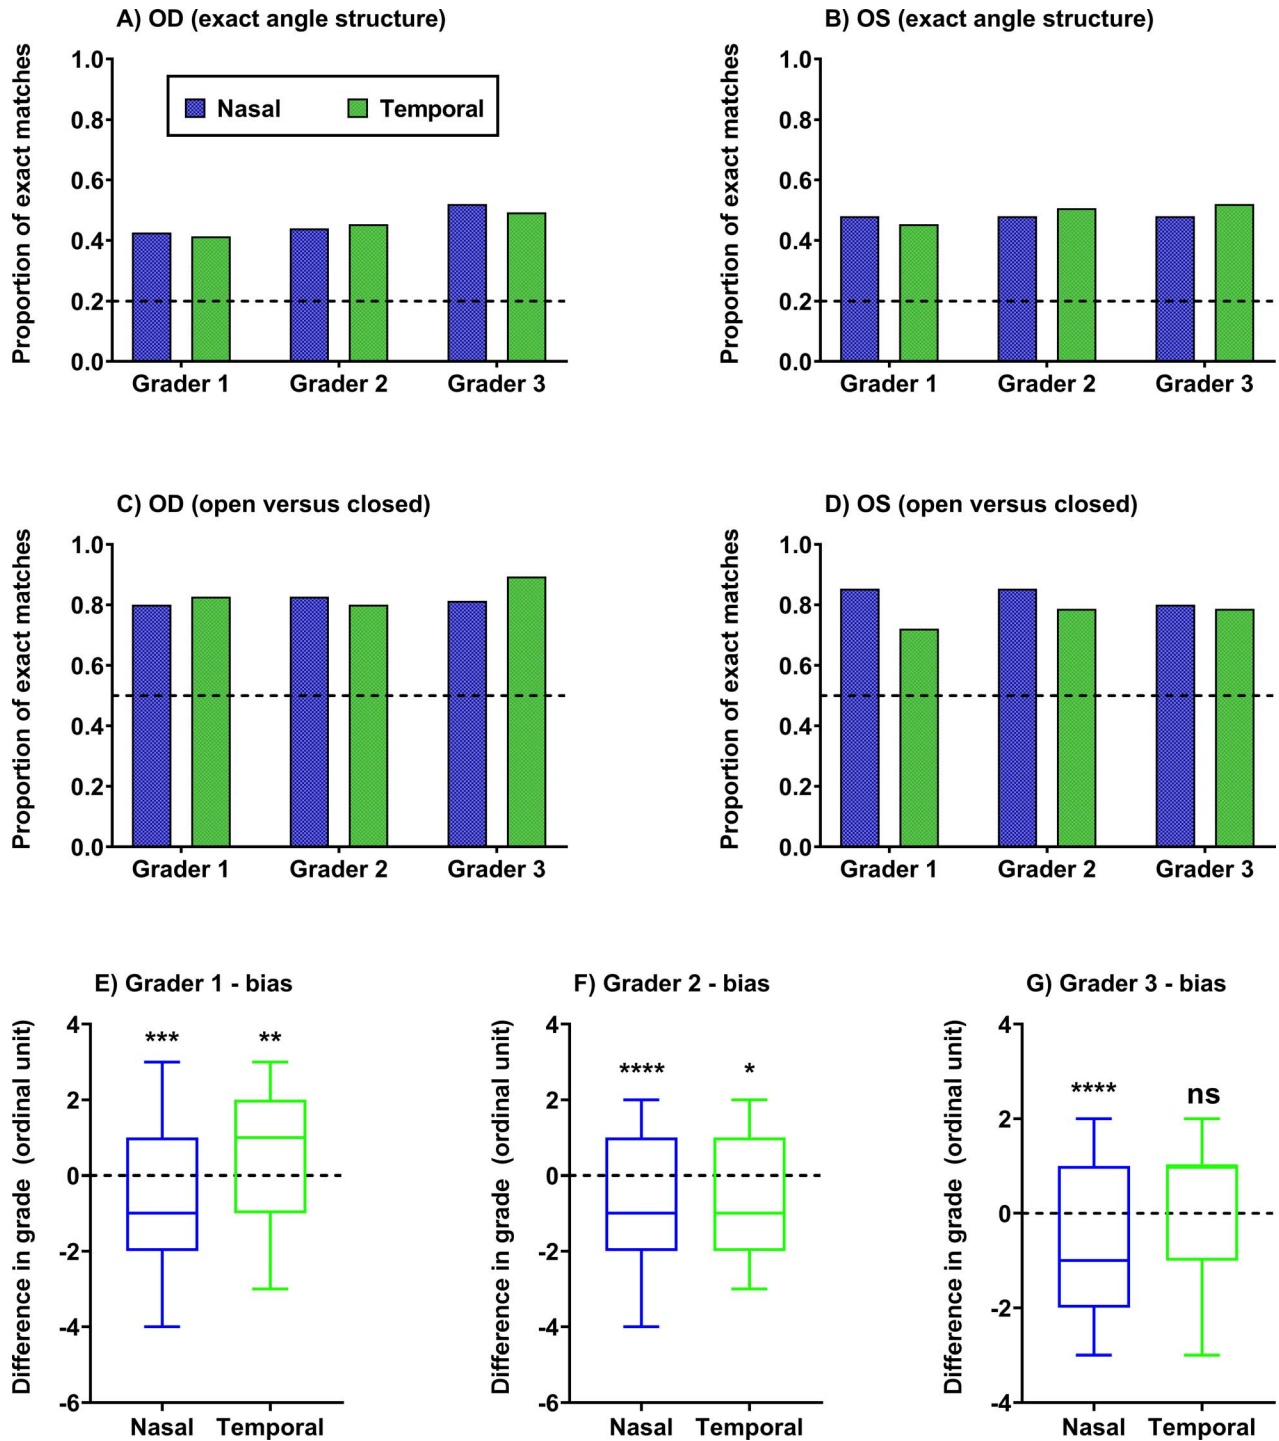 A) OD (exact angle structure)
Proportion of exact matches
1.0
0.8
0.6
0.4
0.2
0.0
Nasal Temporal
Grader 1 Grader 2 Grader 3
B) OS (exact angle structure)
Proportion of exact matches
1.0
0.8
0.6
0.4
0.2
0.0
Grader 1 Grader 2 Grader 3
C) OD (open versus closed)
Proportion of exact matches
1.0
0.8
0.6
0.4
0.2
0.0
Grader 1 Grader 2 Grader 3
D) OS (open versus closed)
Proportion of exact matches
1.0
0.8
0.6
0.4
0.2
0.0
Grader 1 Grader 2 Grader 3
E) Grader 1 - bias
Difference in grade (ordinal unit)
4
2
0
-2
-4
-6
*** **
Nasal Temporal
F) Grader 2 - bias
Difference in grade (ordinal unit)
4
2
0
-2
-4
-6
**** *
Nasal Temporal
G) Grader 3 - bias
Difference in grade (ordinal unit)
4
2
0
-2
-4
**** ns
Nasal Temporal